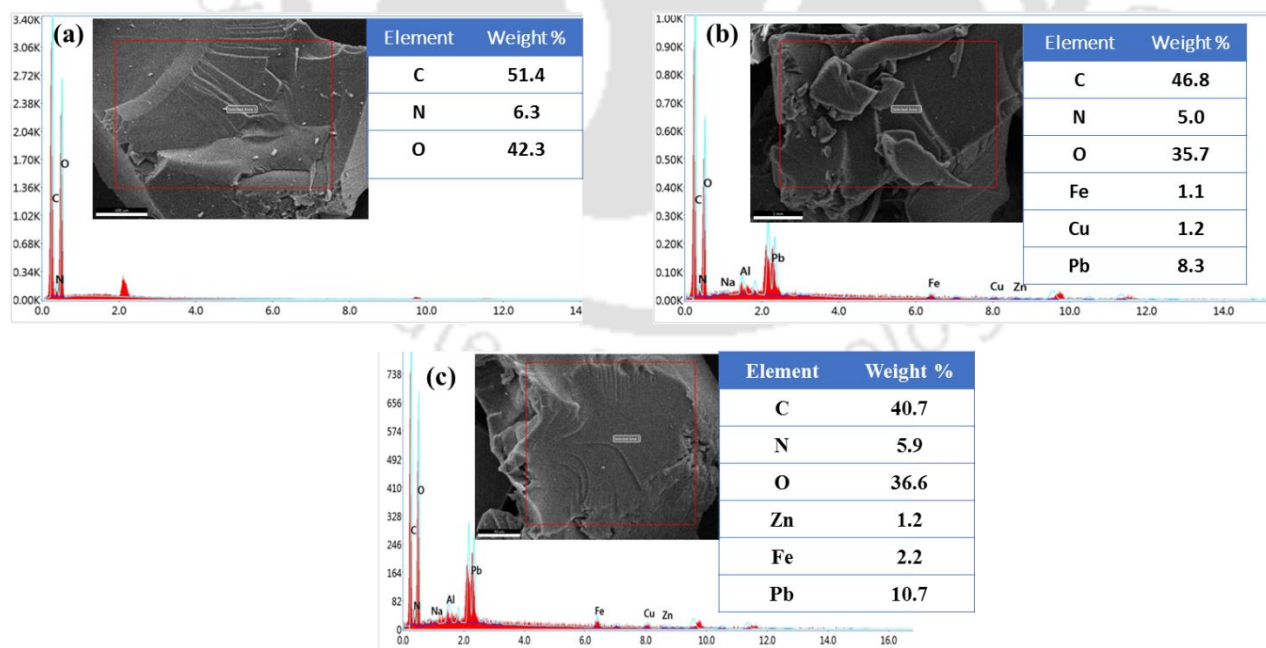 (a)
Element Weight %
C 51.4
N 6.3
O 42.3
3.40K
3.06K
2.72K
2.38K
2.04K
1.70K
1.36K
1.02K
0.68K
0.34K
0.00K
O
C
N
0.0 2.0 4.0 6.0 8.0 10.0 12.0 14
(b)
Element Weight %
C 46.8
N 5.0
O 35.7
Fe 1.1
Cu 1.2
Pb 8.3
1.00K
0.90K
0.80K
0.70K
0.60K
0.50K
0.40K
0.30K
0.20K
0.10K
0.00K
O
C
N Na Al Pb Fe Cu Zn
0.0 2.0 4.0 6.0 8.0 10.0 12.0 14.0
(c)
Element Weight %
C 40.7
N 5.9
O 36.6
Zn 1.2
Fe 2.2
Pb 10.7
738
656
574
492
410
328
246
164
82
0
O
C
N Na Al Pb Fe Cu Zn
0.0 2.0 4.0 6.0 8.0 10.0 12.0 14.0 16.0